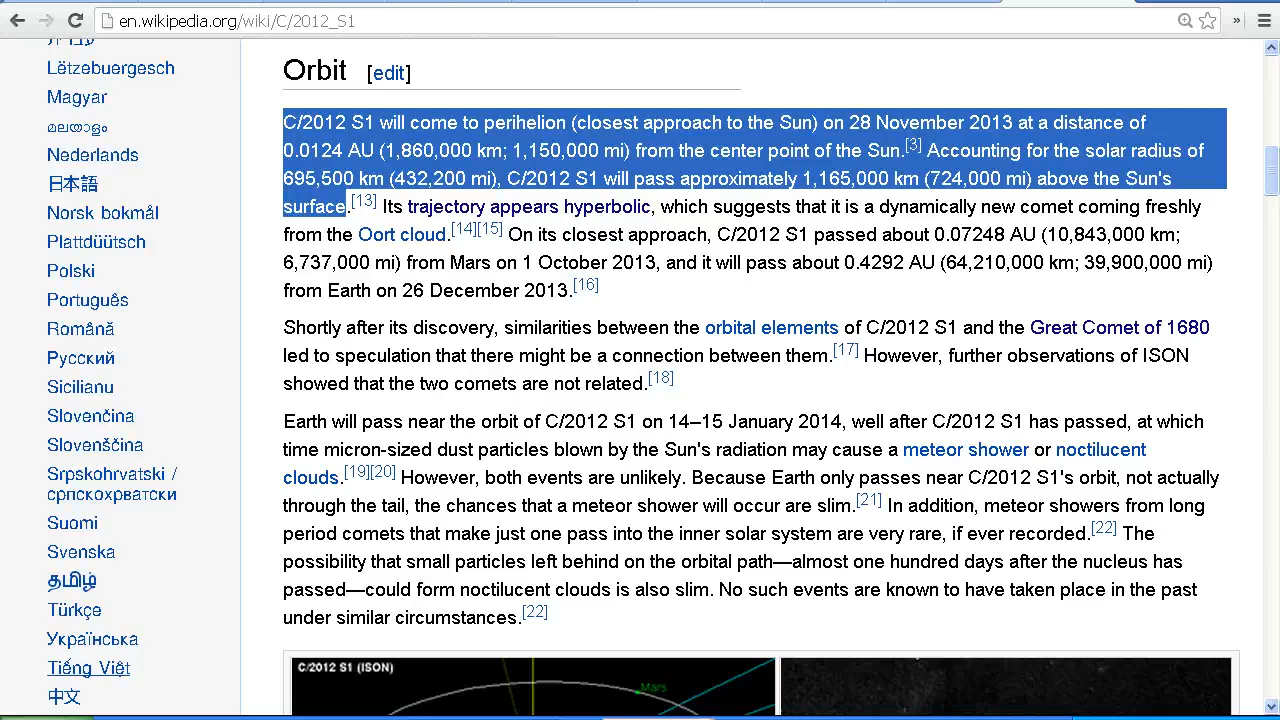 en.wikipedia.org/wiki/C/2012_S1
»
עברית
Lëtzebuergesch
Magyar
മലയാളം
Nederlands
日本語
Norsk bokmål
Plattdüütsch
Polski
Português
Română
Русский
Sicilianu
Slovenčina
Slovenščina
Srpskohrvatski /
српскохрватски
Suomi
Svenska
தமிழ்
Türkçe
Українська
Tiếng Việt
中文
Orbit [edit]
C/2012 S1 will come to perihelion (closest approach to the Sun) on 28 November 2013 at a distance of
0.0124 AU (1,860,000 km; 1,150,000 mi) from the center point of the Sun.[3] Accounting for the solar radius of
695,500 km (432,200 mi), C/2012 S1 will pass approximately 1,165,000 km (724,000 mi) above the Sun's
surface.[13] Its trajectory appears hyperbolic, which suggests that it is a dynamically new comet coming freshly
from the Oort cloud.[14][15] On its closest approach, C/2012 S1 passed about 0.07248 AU (10,843,000 km;
6,737,000 mi) from Mars on 1 October 2013, and it will pass about 0.4292 AU (64,210,000 km; 39,900,000 mi)
from Earth on 26 December 2013.[16]
Shortly after its discovery, similarities between the orbital elements of C/2012 S1 and the Great Comet of 1680
led to speculation that there might be a connection between them.[17] However, further observations of ISON
showed that the two comets are not related.[18]
Earth will pass near the orbit of C/2012 S1 on 14–15 January 2014, well after C/2012 S1 has passed, at which
time micron-sized dust particles blown by the Sun's radiation may cause a meteor shower or noctilucent
clouds.[19][20] However, both events are unlikely. Because Earth only passes near C/2012 S1's orbit, not actually
through the tail, the chances that a meteor shower will occur are slim.[21] In addition, meteor showers from long
period comets that make just one pass into the inner solar system are very rare, if ever recorded.[22] The
possibility that small particles left behind on the orbital path—almost one hundred days after the nucleus has
passed—could form noctilucent clouds is also slim. No such events are known to have taken place in the past
under similar circumstances.[22]
C/2012 S1 (ISON)
Mars